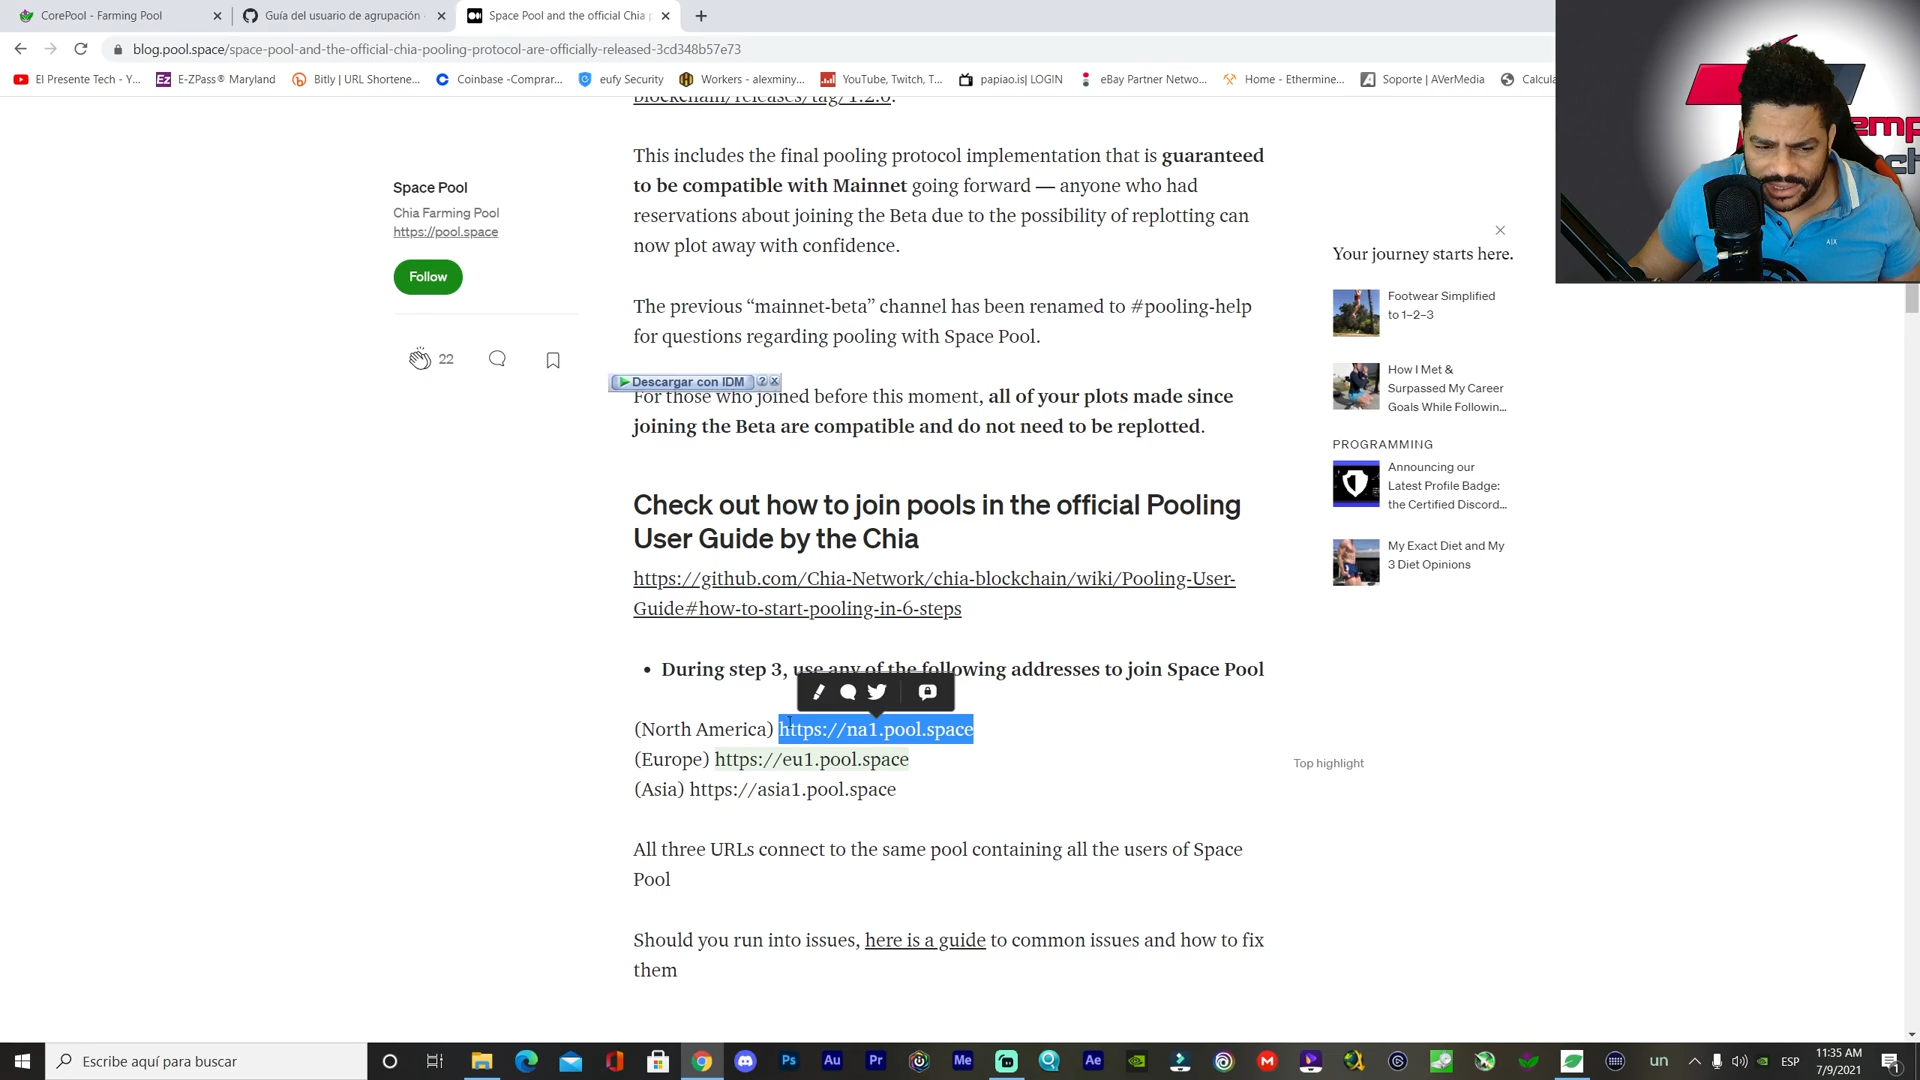 CorePool - Farming Pool
Guía del usuario de agrupación
Space Pool and the official Chia p
blog.pool.space/space-pool-and-the-official-chia-pooling-protocol-are-officially-released-3cd348b57e73
El Presente Tech - Y...
E-ZPass® Maryland
Bitly | URL Shortene...
Coinbase -Comprar...
eufy Security
Workers - alexminy...
YouTube, Twitch, T...
papiao.is| LOGIN
eBay Partner Netwo...
Home - Ethermine...
Soporte | AVerMedia
Calcula
blockchain/releases/tag/1.2.0.
This includes the final pooling protocol implementation that is guaranteed
to be compatible with Mainnet going forward — anyone who had
reservations about joining the Beta due to the possibility of replotting can
now plot away with confidence.
Space Pool
Chia Farming Pool
https://pool.space
Follow
22
The previous “mainnet-beta” channel has been renamed to #pooling-help
for questions regarding pooling with Space Pool.
Descargar con IDM
For those who joined before this moment, all of your plots made since
joining the Beta are compatible and do not need to be replotted.
Check out how to join pools in the official Pooling
User Guide by the Chia
https://github.com/Chia-Network/chia-blockchain/wiki/Pooling-User-
Guide#how-to-start-pooling-in-6-steps
• During step 3, use any of the following addresses to join Space Pool
(North America) https://na1.pool.space
(Europe) https://eu1.pool.space
(Asia) https://asia1.pool.space
Top highlight
All three URLs connect to the same pool containing all the users of Space
Pool
Should you run into issues, here is a guide to common issues and how to fix
them
Your journey starts here.
Footwear Simplified
to 1–2–3
How I Met &
Surpassed My Career
Goals While Followin...
PROGRAMMING
Announcing our
Latest Profile Badge:
the Certified Discord...
My Exact Diet and My
3 Diet Opinions
Escribe aquí para buscar
Ps
Au
Pr
Me
Ae
un
ESP
11:35 AM
7/9/2021
1
A|X